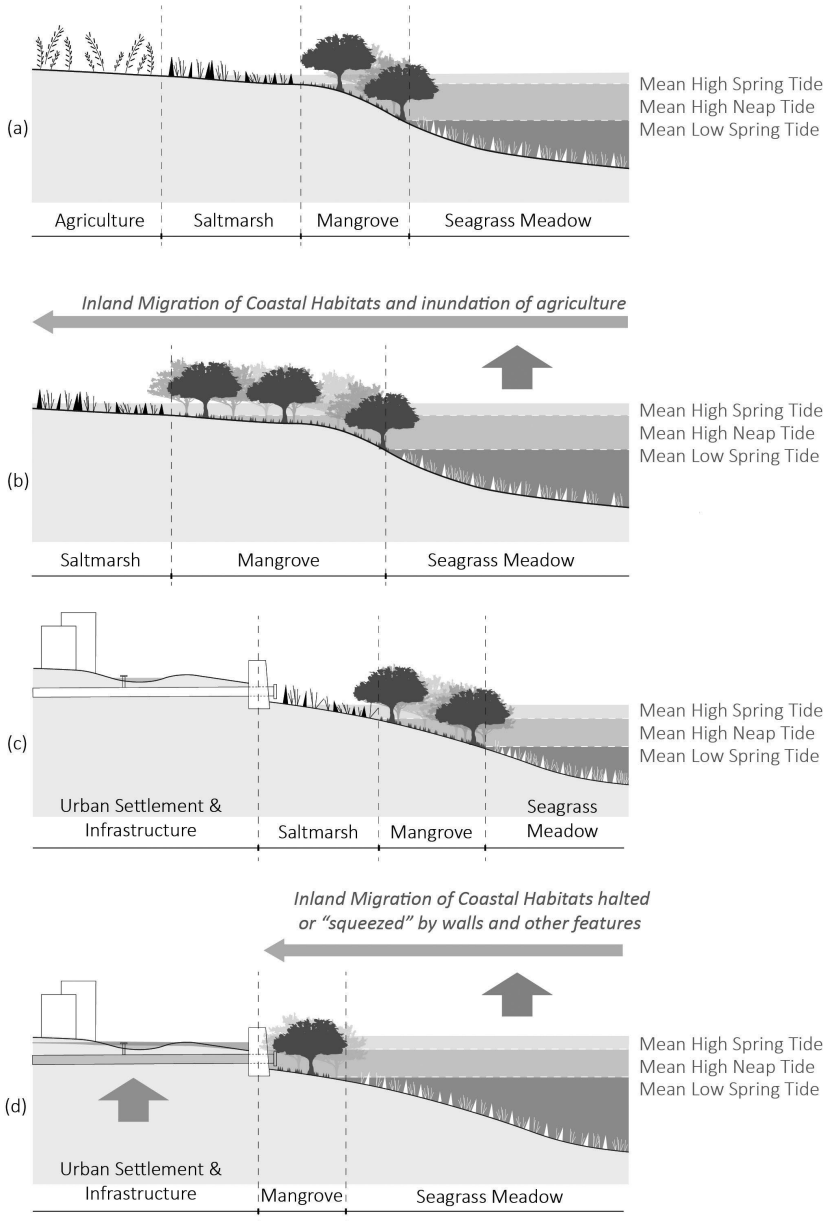 Mean High Spring Tide
Mean High Neap Tide
Mean Low Spring Tide
(a)
Agriculture Saltmarsh Mangrove Seagrass Meadow
Inland Migration of Coastal Habitats and inundation of agriculture
Mean High Spring Tide
Mean High Neap Tide
Mean Low Spring Tide
(b)
Saltmarsh Mangrove Seagrass Meadow
Mean High Spring Tide
Mean High Neap Tide
Mean Low Spring Tide
(c)
Urban Settlement &
Infrastructure
Saltmarsh
Mangrove
Seagrass
Meadow
Inland Migration of Coastal Habitats halted
or “squeezed” by walls and other features
Mean High Spring Tide
Mean High Neap Tide
Mean Low Spring Tide
(d)
Urban Settlement &
Infrastructure
Mangrove
Seagrass Meadow